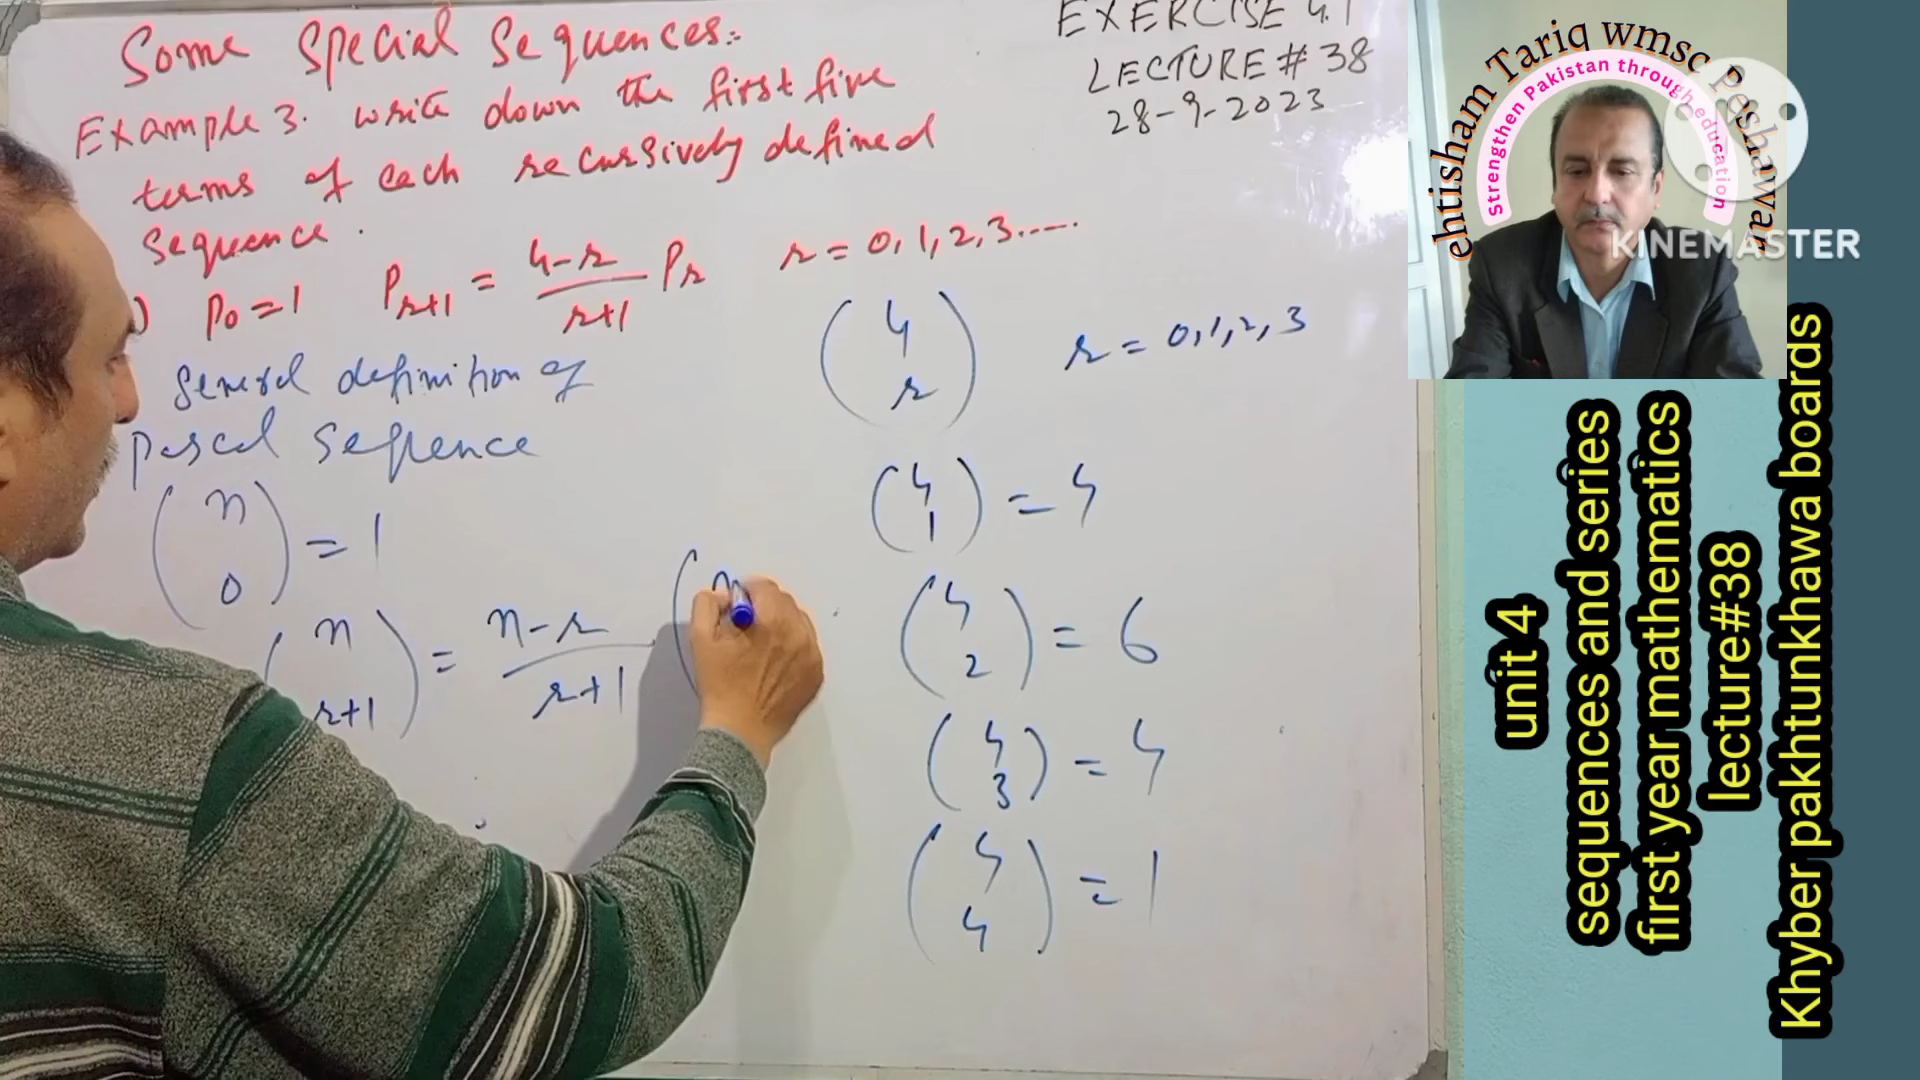 Some Special Sequences:-
Example 3. write down the first five
terms of each recursively defined
sequence.
) P0 = 1 Pr+1 = 4-r / r+1 Pr r = 0, 1, 2, 3.....
General definition of
Pascal Seqence
(n 0) = 1
(n r+1) = n-r / r+1 (n
EXERCISE 4.1
LECTURE # 38
28-9-2023
(4 r) r = 0, 1, 2, 3
(4 1) = 4
(4 2) = 6
(4 3) = 4
(4 4) = 1
ehtisham Tariq wmsc Peshawar
Strengthen Pakistan through education
KINEMASTER
unit 4
sequences and series
first year mathematics
lecture#38
Khyber pakhtunkhawa boards